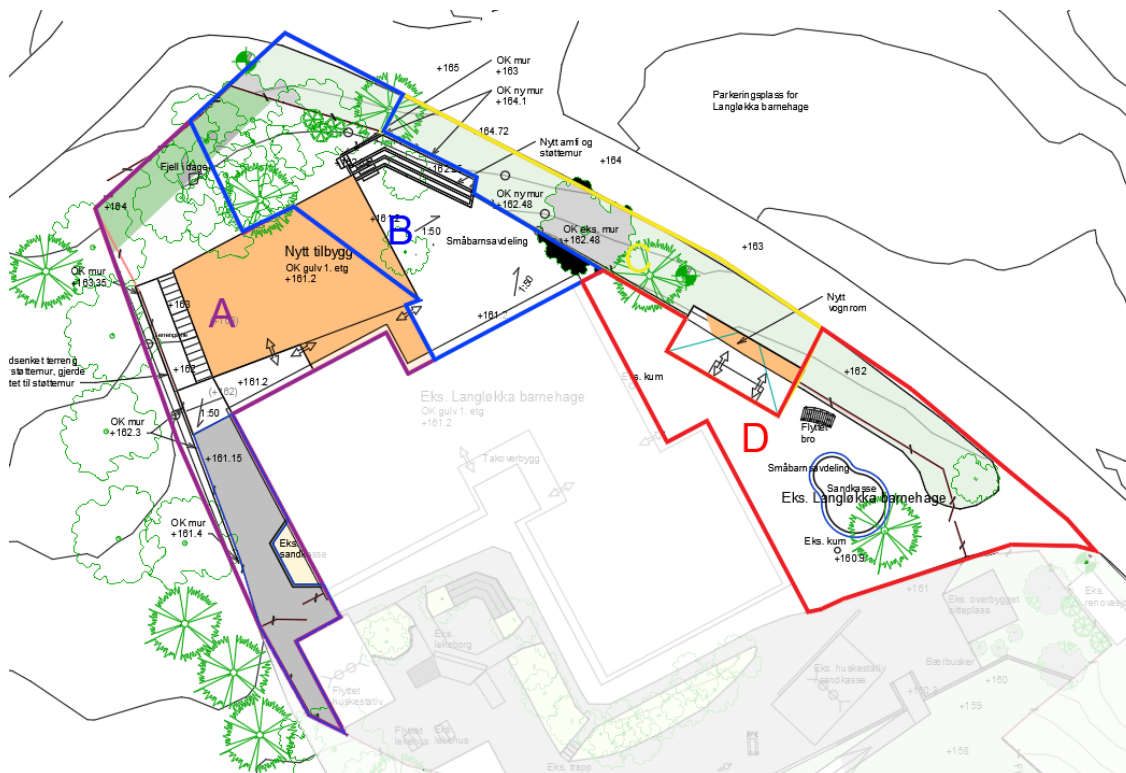 +165
OK mur
+163
OK ny mur
+164.1
Parkeringsplass for
Langløkka barnehage
164.72
Nytt amfi og
støttemur
+164
Fjell i dage
+164
OK ny mur
+162.48
B
1:50
Småbarnsavdeling
OK eks. mur
+162.48
C
+163
Nytt tilbygg
OK gulv 1. etg
+161.2
OK mur
+163.35
+163
A
1:50
Nytt
vognrom
dsenket terreng
støttemur, gjerde
tet til støttemur
+162
+161.2
(+162)
1:50
Eks. Langløkka barnehage
OK gulv 1. etg
+161.2
Eks. kum
+162
OK mur
+162.3
D
Flyttet
bro
+161.15
Takoverbygg
Småbarnsavdeling
Sandkasse
Eks. Langløkka barnehage
OK mur
+161.4
Eks.
sandkasse
Eks. kum
+160.9
+161
Eks. overbygget
sitteplass
Eks.
renovasj
Eks.
lekeborg
Eks. huskestativ
sandkasse
Bærbusker
+160
+160.3
Flyttet
huskestativ
+159
Flyttet
lekehus
Eks.
lekehus
+158
Eks. trapp